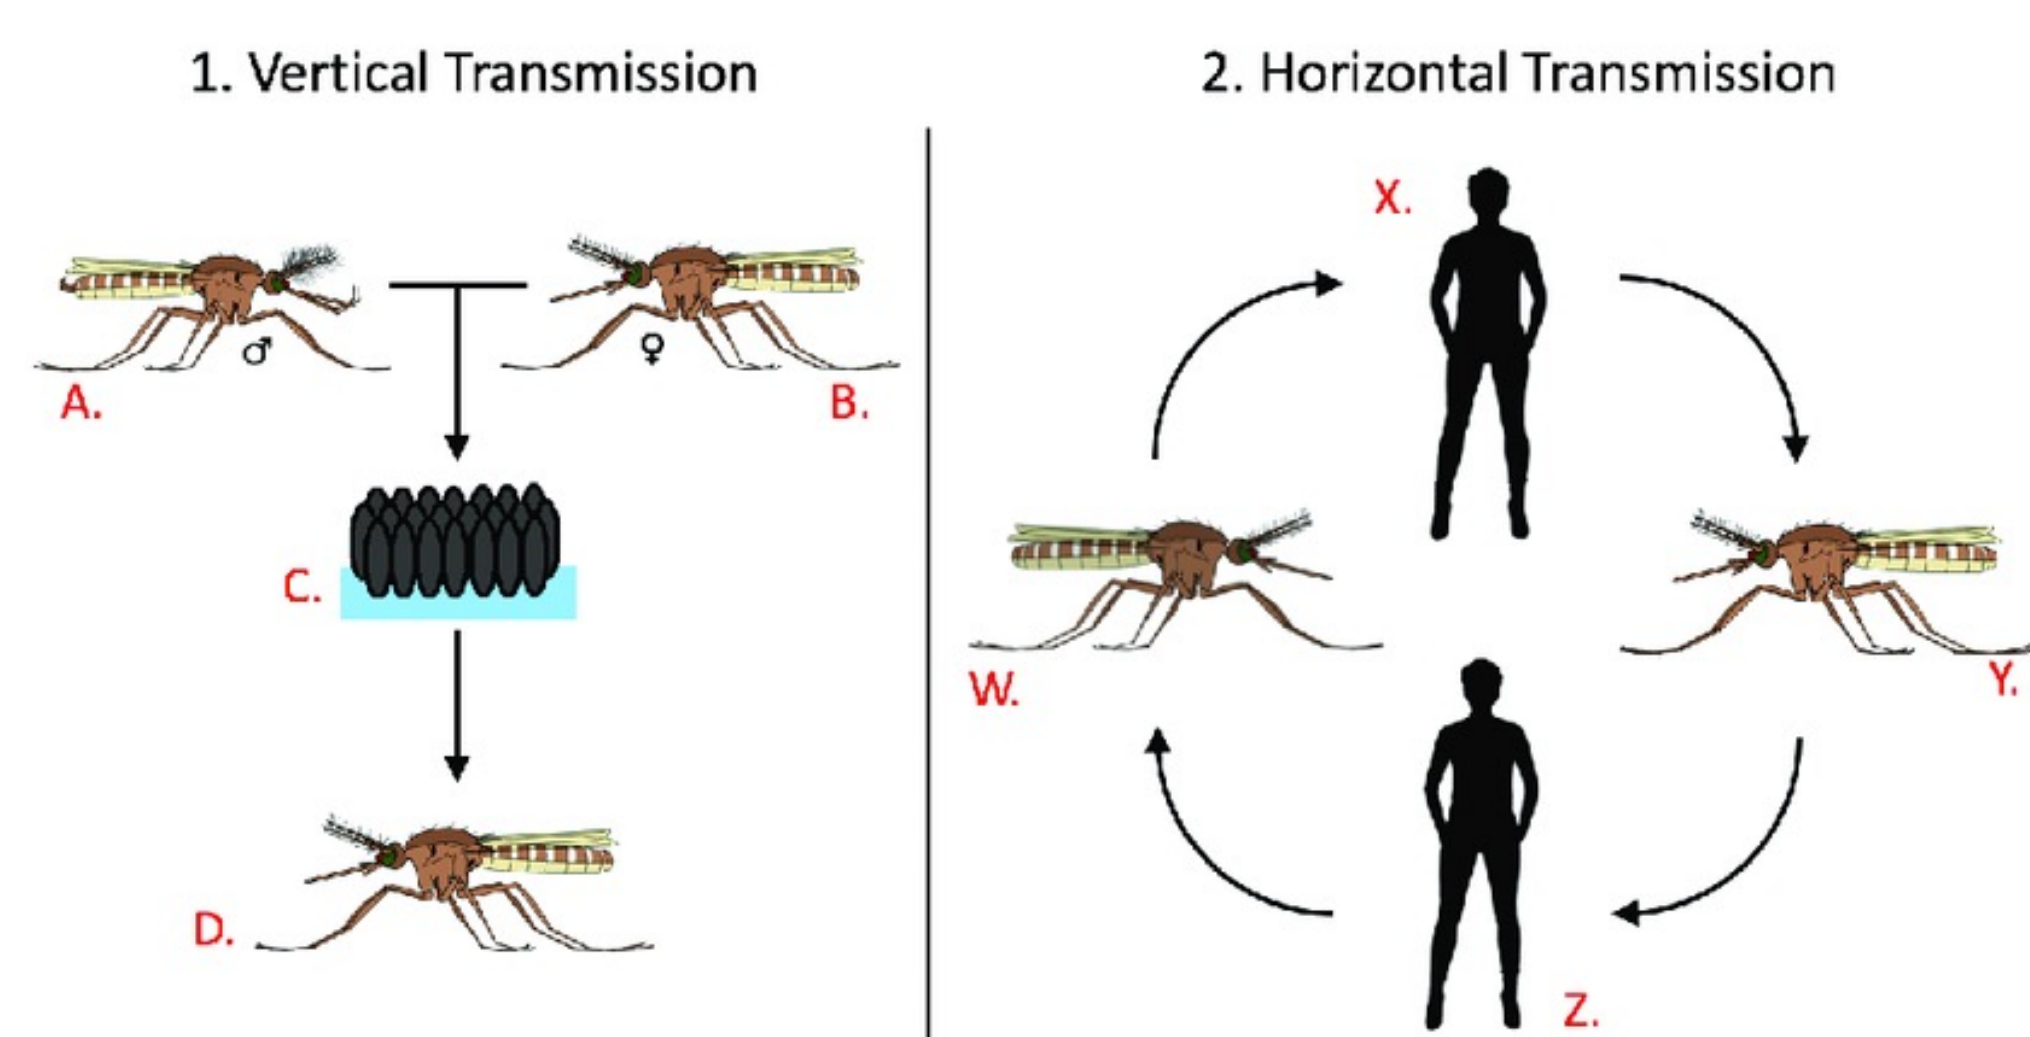 1. Vertical Transmission
♂
♀
A.
B.
C.
D.
2. Horizontal Transmission
X.
W.
Y.
Z.